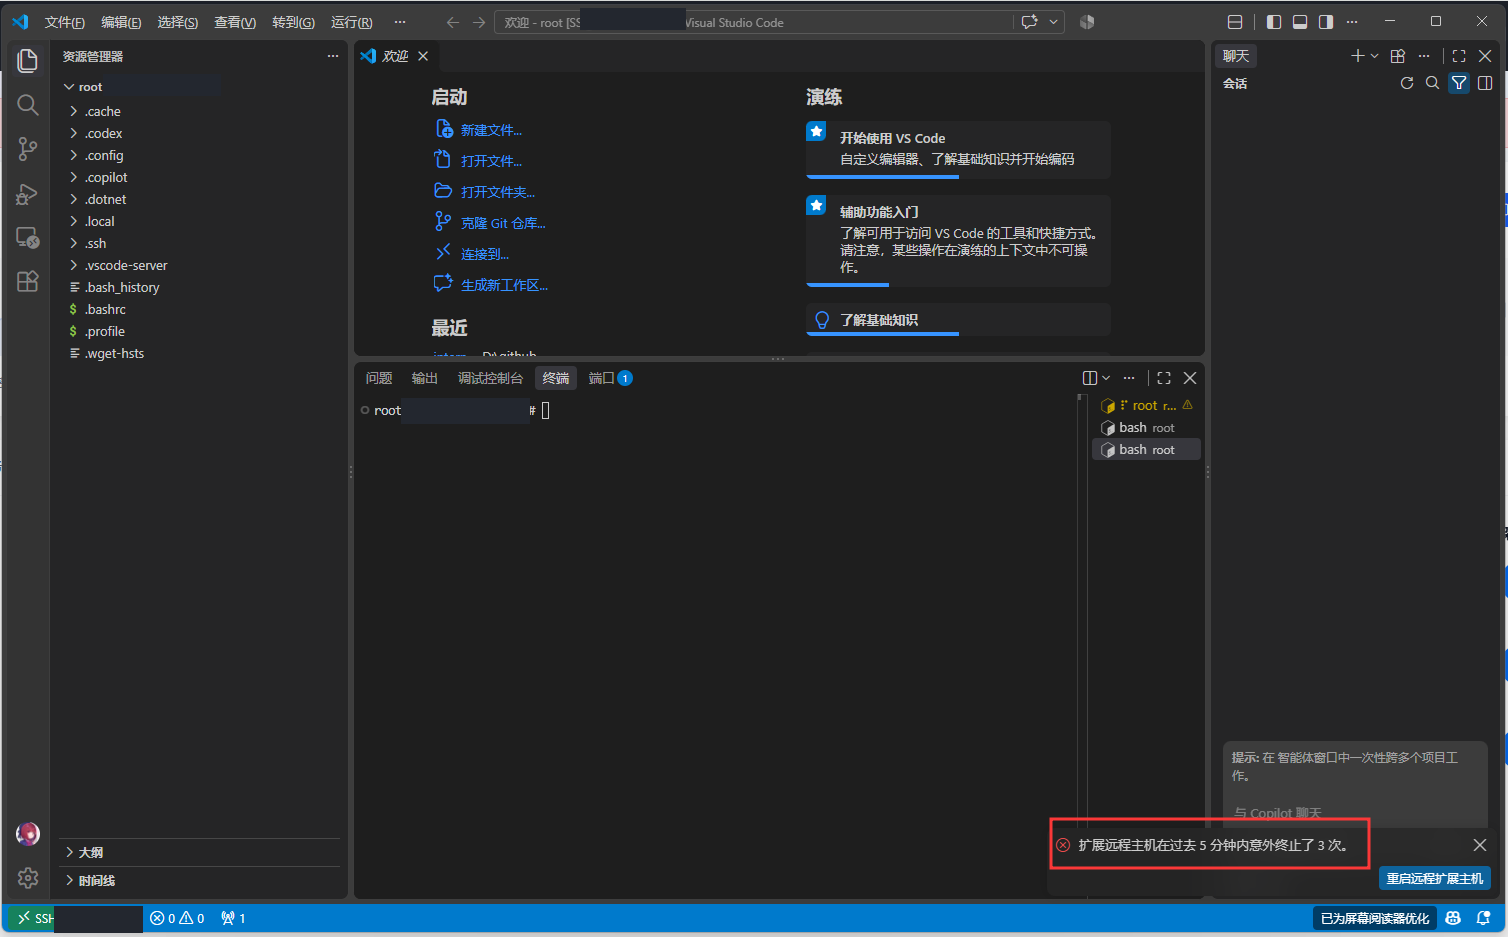 文件(F) 编辑(E) 选择(S) 查看(V) 转到(G) 运行(R) ···
欢迎 - root [SS
Visual Studio Code
资源管理器
root
.cache
.codex
.config
.copilot
.dotnet
.local
.ssh
.vscode-server
.bash_history
$ .bashrc
$ .profile
.wget-hsts
大纲
时间线
欢迎
启动
新建文件...
打开文件...
打开文件夹...
克隆 Git 仓库...
连接到...
生成新工作区...
最近
演练
开始使用 VS Code
自定义编辑器、了解基础知识并开始编码
辅助功能入门
了解可用于访问 VS Code 的工具和快捷方式。
请注意，某些操作在演练的上下文中不可操
作。
了解基础知识
问题 输出 调试控制台 终端 端口 1
root
#
root r...
bash root
bash root
聊天
会话
提示: 在 智能体窗口中一次性跨多个项目工
作。
与 Copilot 聊天
扩展远程主机在过去 5 分钟内意外终止了 3 次。
重启远程扩展主机
SSH
0 0 1
已为屏幕阅读器优化